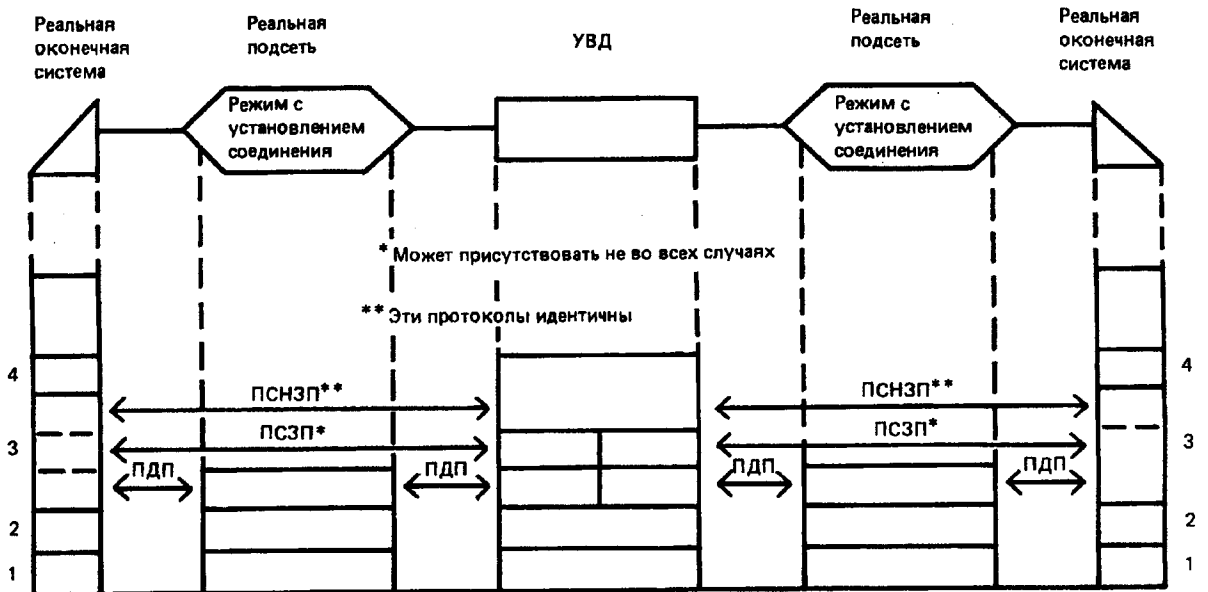 Реальная
оконечная
система
Реальная
подсеть
УВД
Реальная
подсеть
Реальная
оконечная
система
Режим с
установлением
соединения
Режим с
установлением
соединения
* Может присутствовать не во всех случаях
** Эти протоколы идентичны
4
ПСНЗП**
ПСНЗП**
4
3
ПСЗП*
ПСЗП*
3
ПДП
ПДП
ПДП
ПДП
2
2
1
1